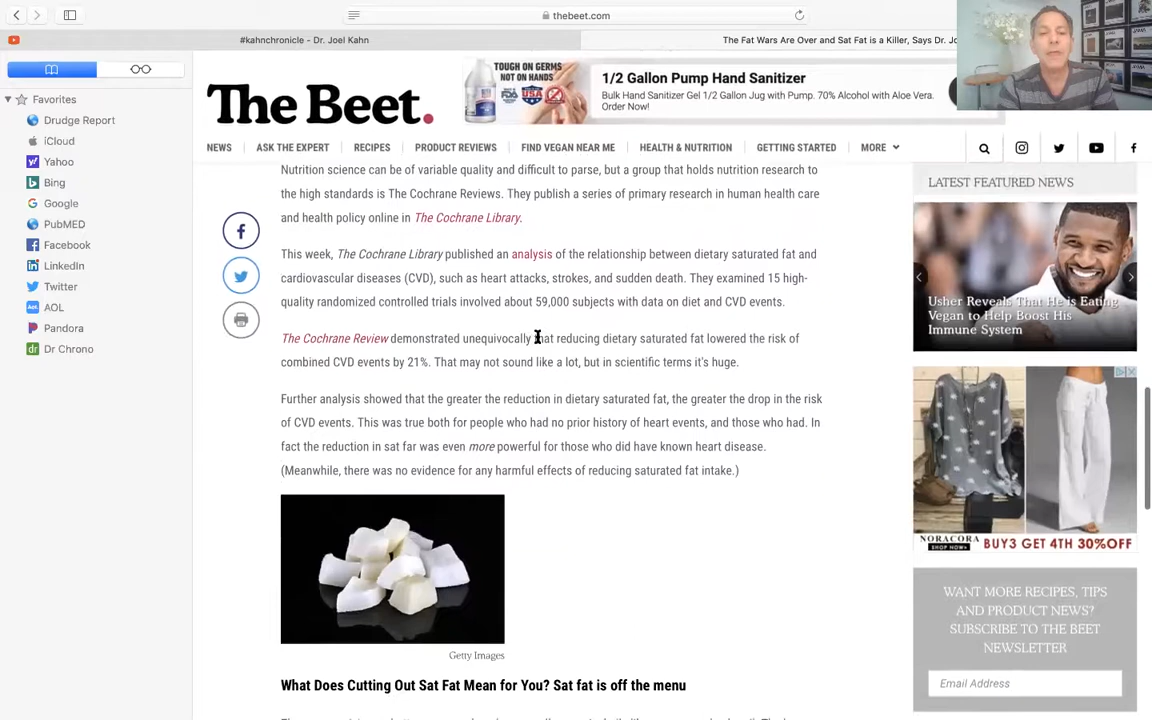 thebeet.com
#kahnchronicle - Dr. Joel Kahn
The Fat Wars Are Over and Sat Fat is a Killer, Says Dr. Jo
Favorites
Drudge Report
iCloud
Yahoo
Bing
Google
PubMED
Facebook
LinkedIn
Twitter
AOL
Pandora
Dr Chrono
The Beet.
TOUGH ON GERMS
NOT ON HANDS
1/2 Gallon Pump Hand Sanitizer
Bulk Hand Sanitizer Gel 1/2 Gallon Jug with Pump. 70% Alcohol with Aloe Vera.
Order Now!
NEWS ASK THE EXPERT RECIPES PRODUCT REVIEWS FIND VEGAN NEAR ME HEALTH & NUTRITION GETTING STARTED MORE
Nutrition science can be of variable quality and difficult to parse, but a group that holds nutrition research to
the high standards is The Cochrane Reviews. They publish a series of primary research in human health care
and health policy online in The Cochrane Library.
This week, The Cochrane Library published an analysis of the relationship between dietary saturated fat and
cardiovascular diseases (CVD), such as heart attacks, strokes, and sudden death. They examined 15 high-
quality randomized controlled trials involved about 59,000 subjects with data on diet and CVD events.
The Cochrane Review demonstrated unequivocally that reducing dietary saturated fat lowered the risk of
combined CVD events by 21%. That may not sound like a lot, but in scientific terms it's huge.
Further analysis showed that the greater the reduction in dietary saturated fat, the greater the drop in the risk
of CVD events. This was true both for people who had no prior history of heart events, and those who had. In
fact the reduction in sat far was even more powerful for those who did have known heart disease.
(Meanwhile, there was no evidence for any harmful effects of reducing saturated fat intake.)
Getty Images
What Does Cutting Out Sat Fat Mean for You? Sat fat is off the menu
LATEST FEATURED NEWS
Usher Reveals That He is Eating
Vegan to Help Boost His
Immune System
NORACORA
SHOP NOW
BUY3 GET 4TH 30%OFF
WANT MORE RECIPES, TIPS
AND PRODUCT NEWS?
SUBSCRIBE TO THE BEET
NEWSLETTER
Email Address